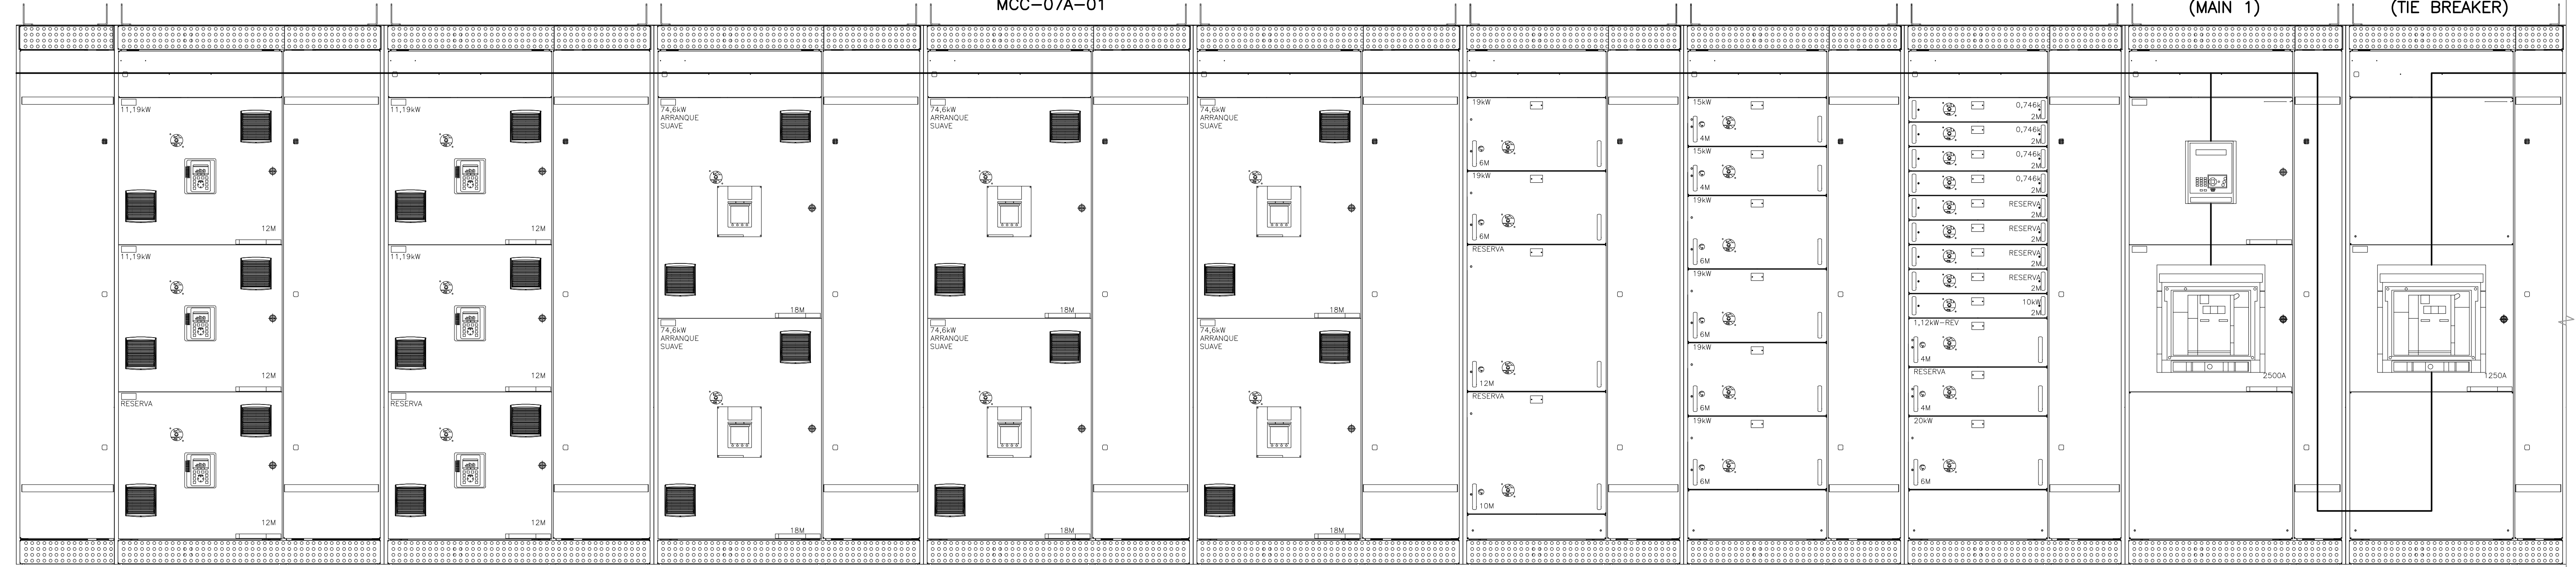 MCC-07A-01
(MAIN 1)
(TIE BREAKER)
11,19kW
12M
11,19kW
12M
RESERVA
12M
11,19kW
12M
11,19kW
12M
RESERVA
12M
74,6kW
ARRANQUE
SUAVE
18M
74,6kW
ARRANQUE
SUAVE
18M
74,6kW
ARRANQUE
SUAVE
18M
74,6kW
ARRANQUE
SUAVE
18M
74,6kW
ARRANQUE
SUAVE
18M
74,6kW
ARRANQUE
SUAVE
18M
19kW
6M
19kW
6M
RESERVA
12M
RESERVA
10M
15kW
4M
15kW
4M
19kW
6M
19kW
6M
19kW
6M
19kW
6M
0,746k
2M
0,746k
2M
0,746k
2M
0,746k
2M
RESERVA
2M
RESERVA
2M
RESERVA
2M
RESERVA
2M
10kW
2M
1,12kW-REV
4M
RESERVA
4M
20kW
6M
2500A
1250A